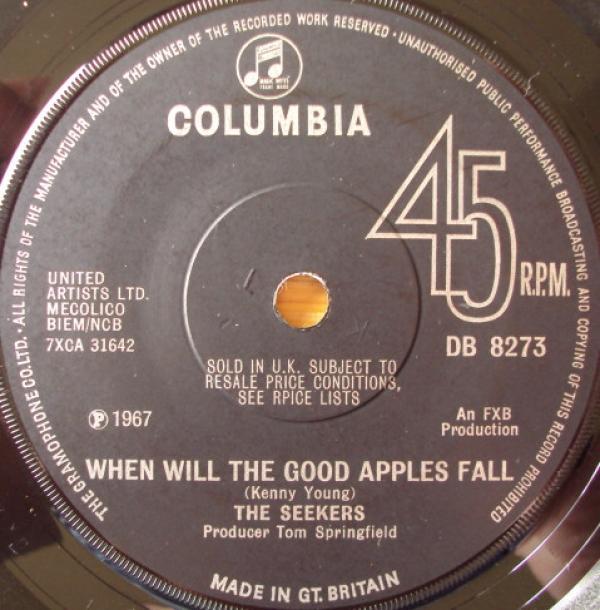 THE GRAMOPHONE CO. LTD. · ALL RIGHTS OF THE MANUFACTURER AND OF THE OWNER OF THE RECORDED WORK RESERVED · UNAUTHORISED PUBLIC PERFORMANCE BROADCASTING AND COPYING OF THIS RECORD PROHIBITED
COLUMBIA
45
R.P.M.
UNITED
ARTISTS LTD.
MECOLICO
BIEM/NCB
7XCA 31642
DB 8273
SOLD IN U.K. SUBJECT TO
RESALE PRICE CONDITIONS,
SEE RPICE LISTS
℗ 1967
An FXB
Production
WHEN WILL THE GOOD APPLES FALL
(Kenny Young)
THE SEEKERS
Producer Tom Springfield
MADE IN GT. BRITAIN